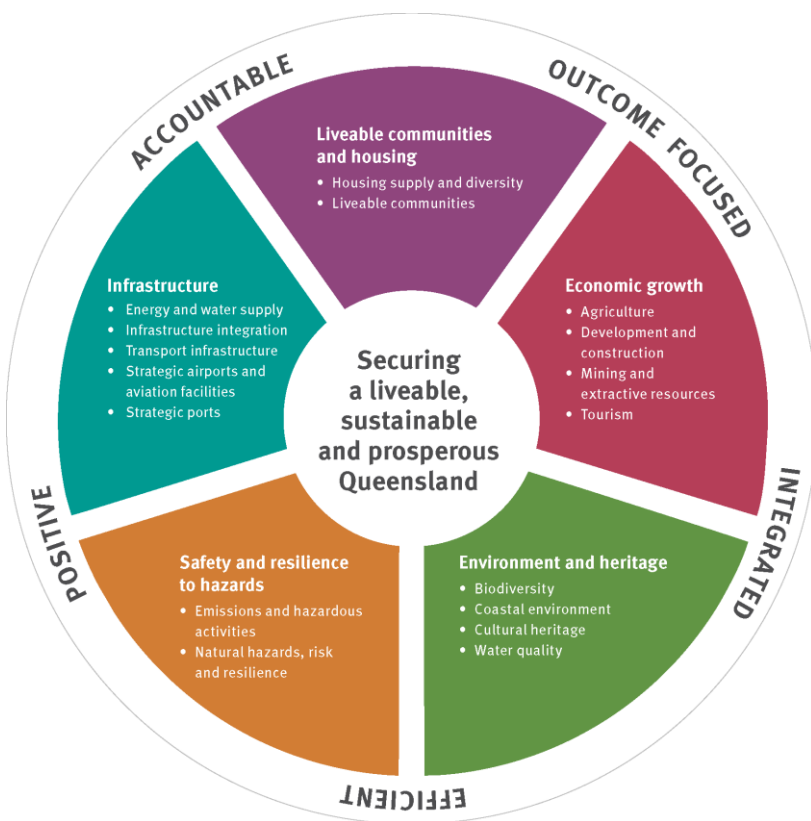 ACCOUNTABLE
OUTCOME FOCUSED
INTEGRATED
EFFICIENT
POSITIVE
Liveable communities
and housing
• Housing supply and diversity
• Liveable communities
Economic growth
• Agriculture
• Development and
construction
• Mining and
extractive resources
• Tourism
Environment and heritage
• Biodiversity
• Coastal environment
• Cultural heritage
• Water quality
Safety and resilience
to hazards
• Emissions and hazardous
activities
• Natural hazards, risk
and resilience
Infrastructure
• Energy and water supply
• Infrastructure integration
• Transport infrastructure
• Strategic airports and
aviation facilities
• Strategic ports
Securing
a liveable,
sustainable
and prosperous
Queensland